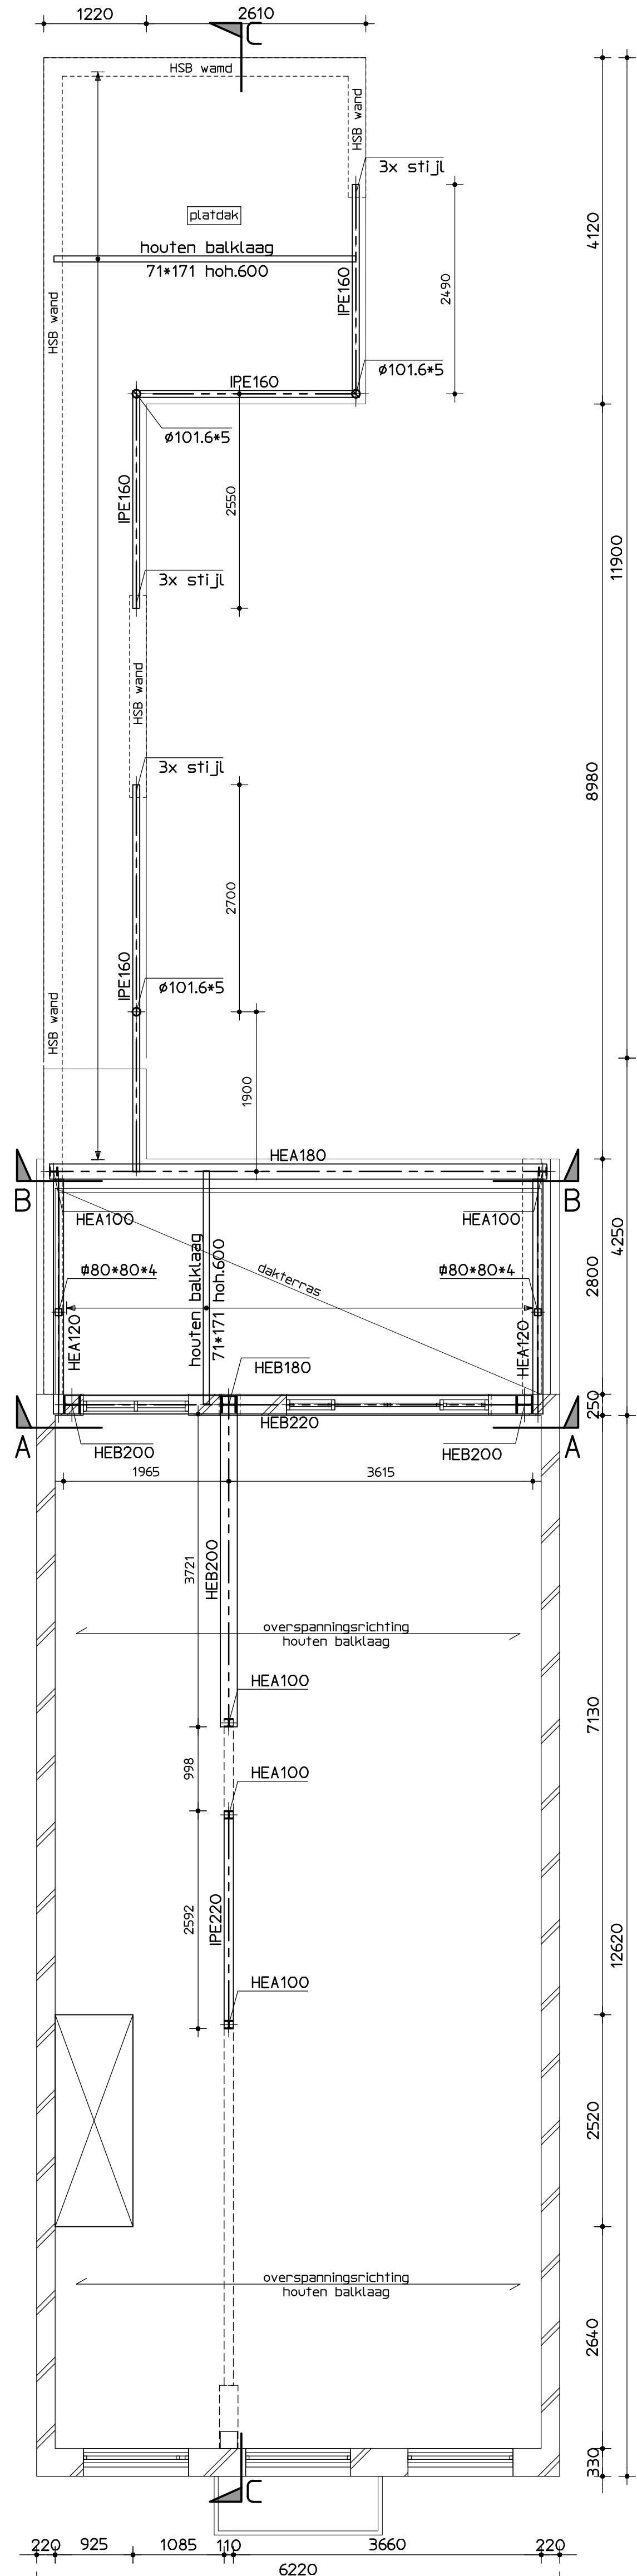 1220
2610
C
HSB wamd
HSB wand
3x stijl
platdak
4120
houten balklaag
71*171 hoh.600
IPE160
2490
HSB wand
IPE160
ø101.6*5
ø101.6*5
IPE160
2550
11900
3x stijl
HSB wand
8980
3x stijl
2700
IPE160
ø101.6*5
HSB wand
1900
HEA180
B
B
HEA100
HEA100
4250
dakterras
ø80*80*4
ø80*80*4
2800
houten balklaag
71*171 hoh.600
HEA120
HEA120
HEB180
250
HEB220
A
A
HEB200
HEB200
1965
3615
3721
HEB200
overspanningsrichting
houten balklaag
HEA100
7130
998
HEA100
2592
IPE220
12620
HEA100
2520
overspanningsrichting
houten balklaag
2640
330
C
220
925
1085
110
3660
220
6220